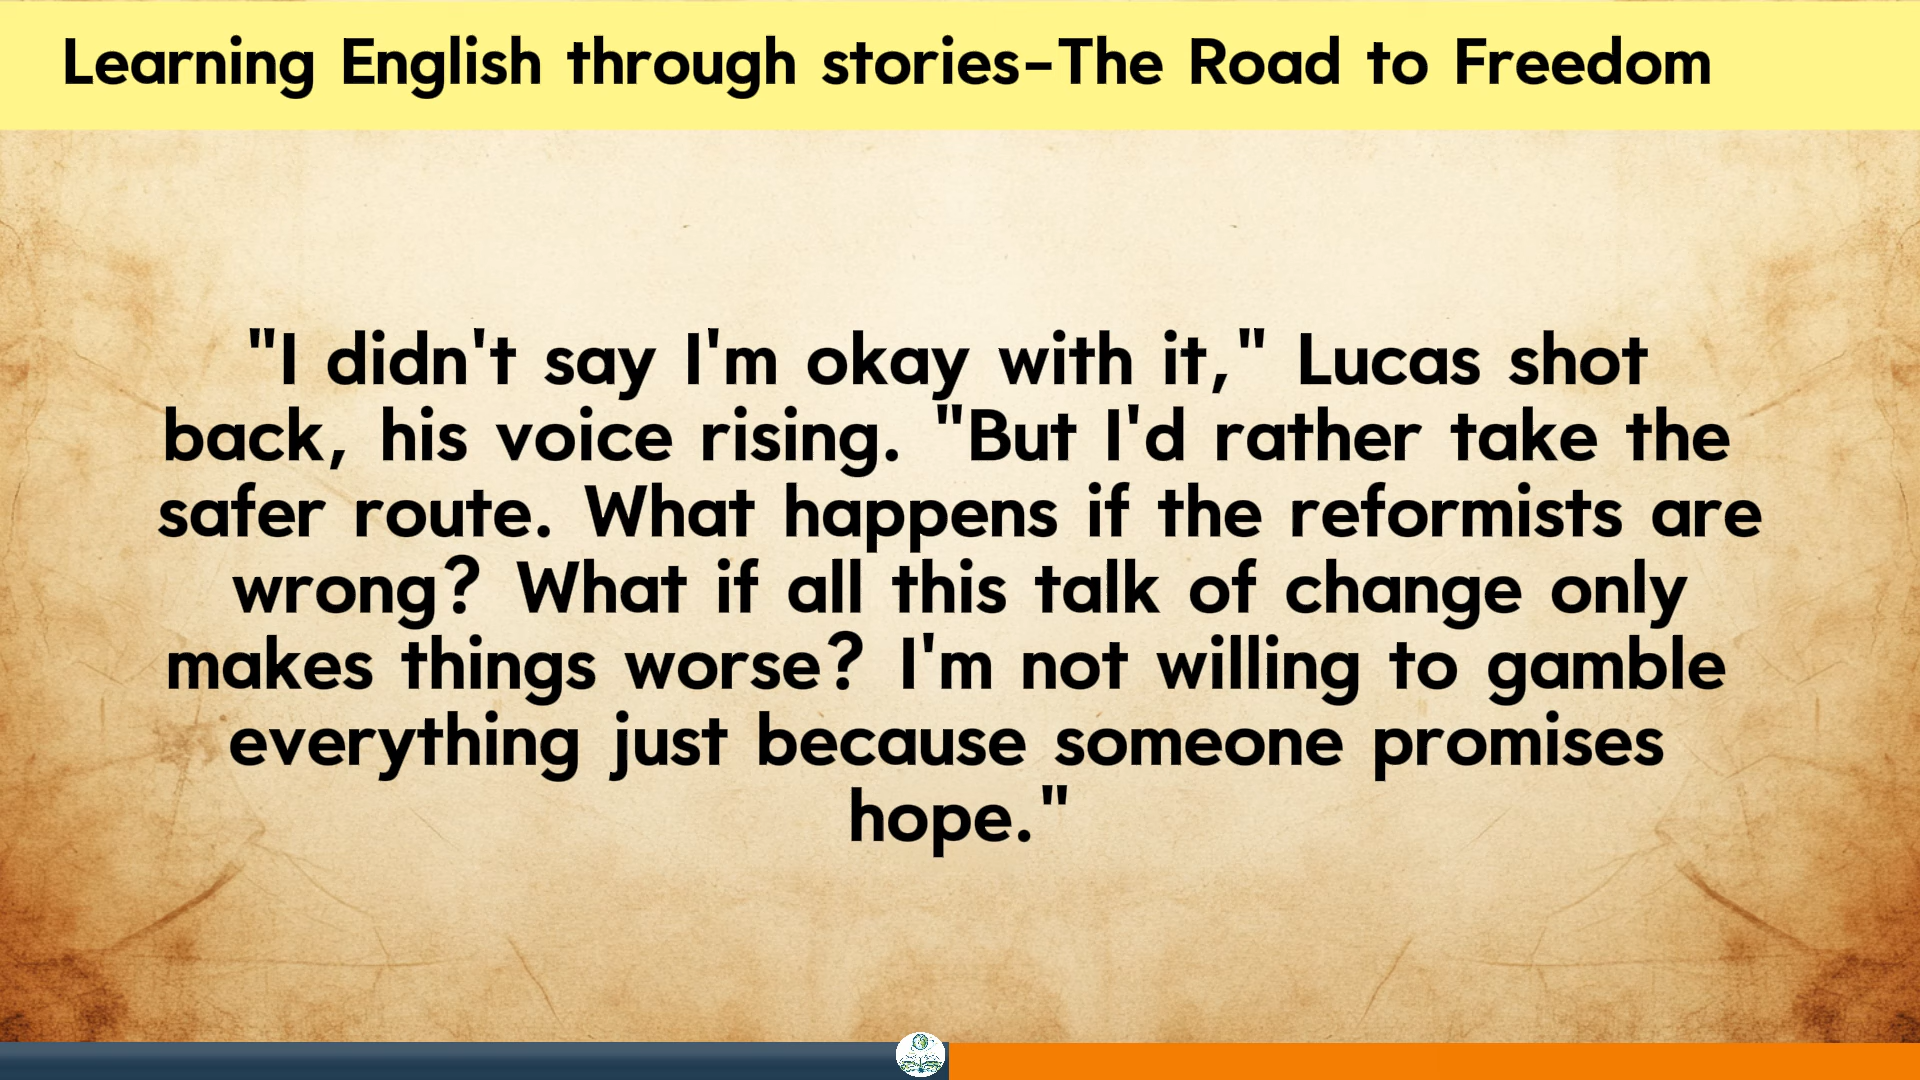 Learning English through stories-The Road to Freedom
"I didn't say I'm okay with it," Lucas shot
back, his voice rising. "But I'd rather take the
safer route. What happens if the reformists are
wrong? What if all this talk of change only
makes things worse? I'm not willing to gamble
everything just because someone promises
hope."